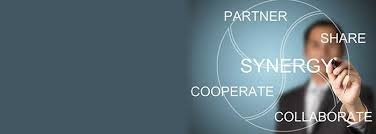 PARTNER
SHARE
SYNERGY
COOPERATE
COLLABORATE